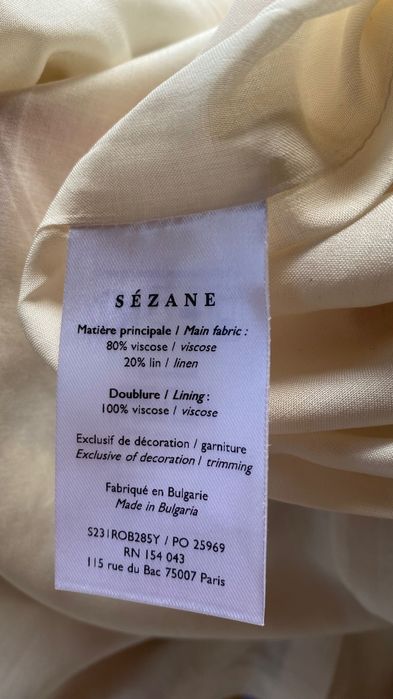 SÉZANE
Matière principale / Main fabric :
80% viscose / viscose
20% lin / linen
Doublure / Lining :
100% viscose / viscose
Exclusif de décoration / garniture
Exclusive of decoration / trimming
Fabriqué en Bulgarie
Made in Bulgaria
S231ROB285Y / PO 25969
RN 154 043
115 rue du Bac 75007 Paris